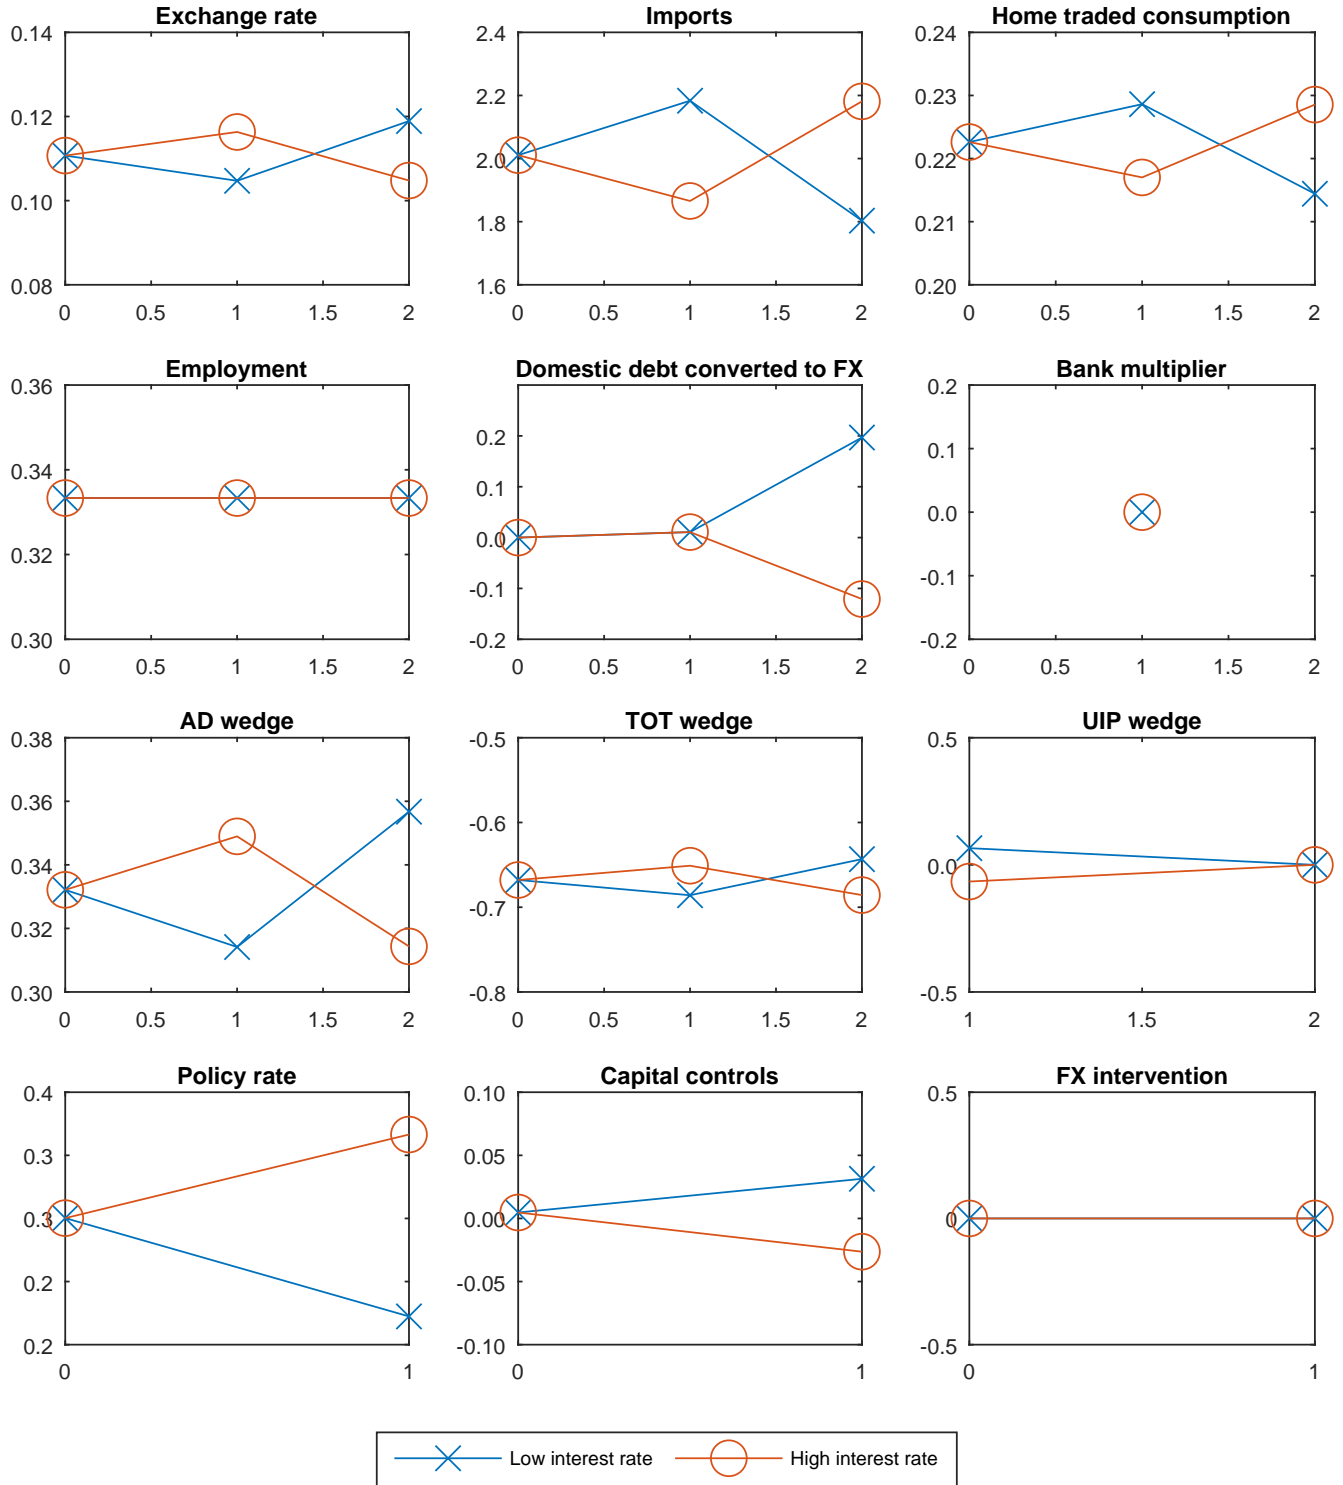 Exchange rate
0.14
0.12
0.10
0.08
0 0.5 1 1.5 2
Imports
2.4
2.2
2.0
1.8
1.6
0 0.5 1 1.5 2
Home traded consumption
0.24
0.23
0.22
0.21
0.20
0 0.5 1 1.5 2
Employment
0.36
0.34
0.32
0.30
0 0.5 1 1.5 2
Domestic debt converted to FX
0.2
0.1
0.0
-0.1
-0.2
0 0.5 1 1.5 2
Bank multiplier
0.2
0.1
0.0
-0.1
-0.2
0 0.5 1 1.5 2
AD wedge
0.38
0.36
0.34
0.32
0.30
0 0.5 1 1.5 2
TOT wedge
-0.5
-0.6
-0.7
-0.8
0 0.5 1 1.5 2
UIP wedge
0.5
0.0
-0.5
1 1.5 2
Policy rate
0.4
0.3
0.3
0.2
0.2
0 1
Capital controls
0.10
0.05
0.00
-0.05
-0.10
0 1
FX intervention
0.5
0
-0.5
0 1
Low interest rate High interest rate